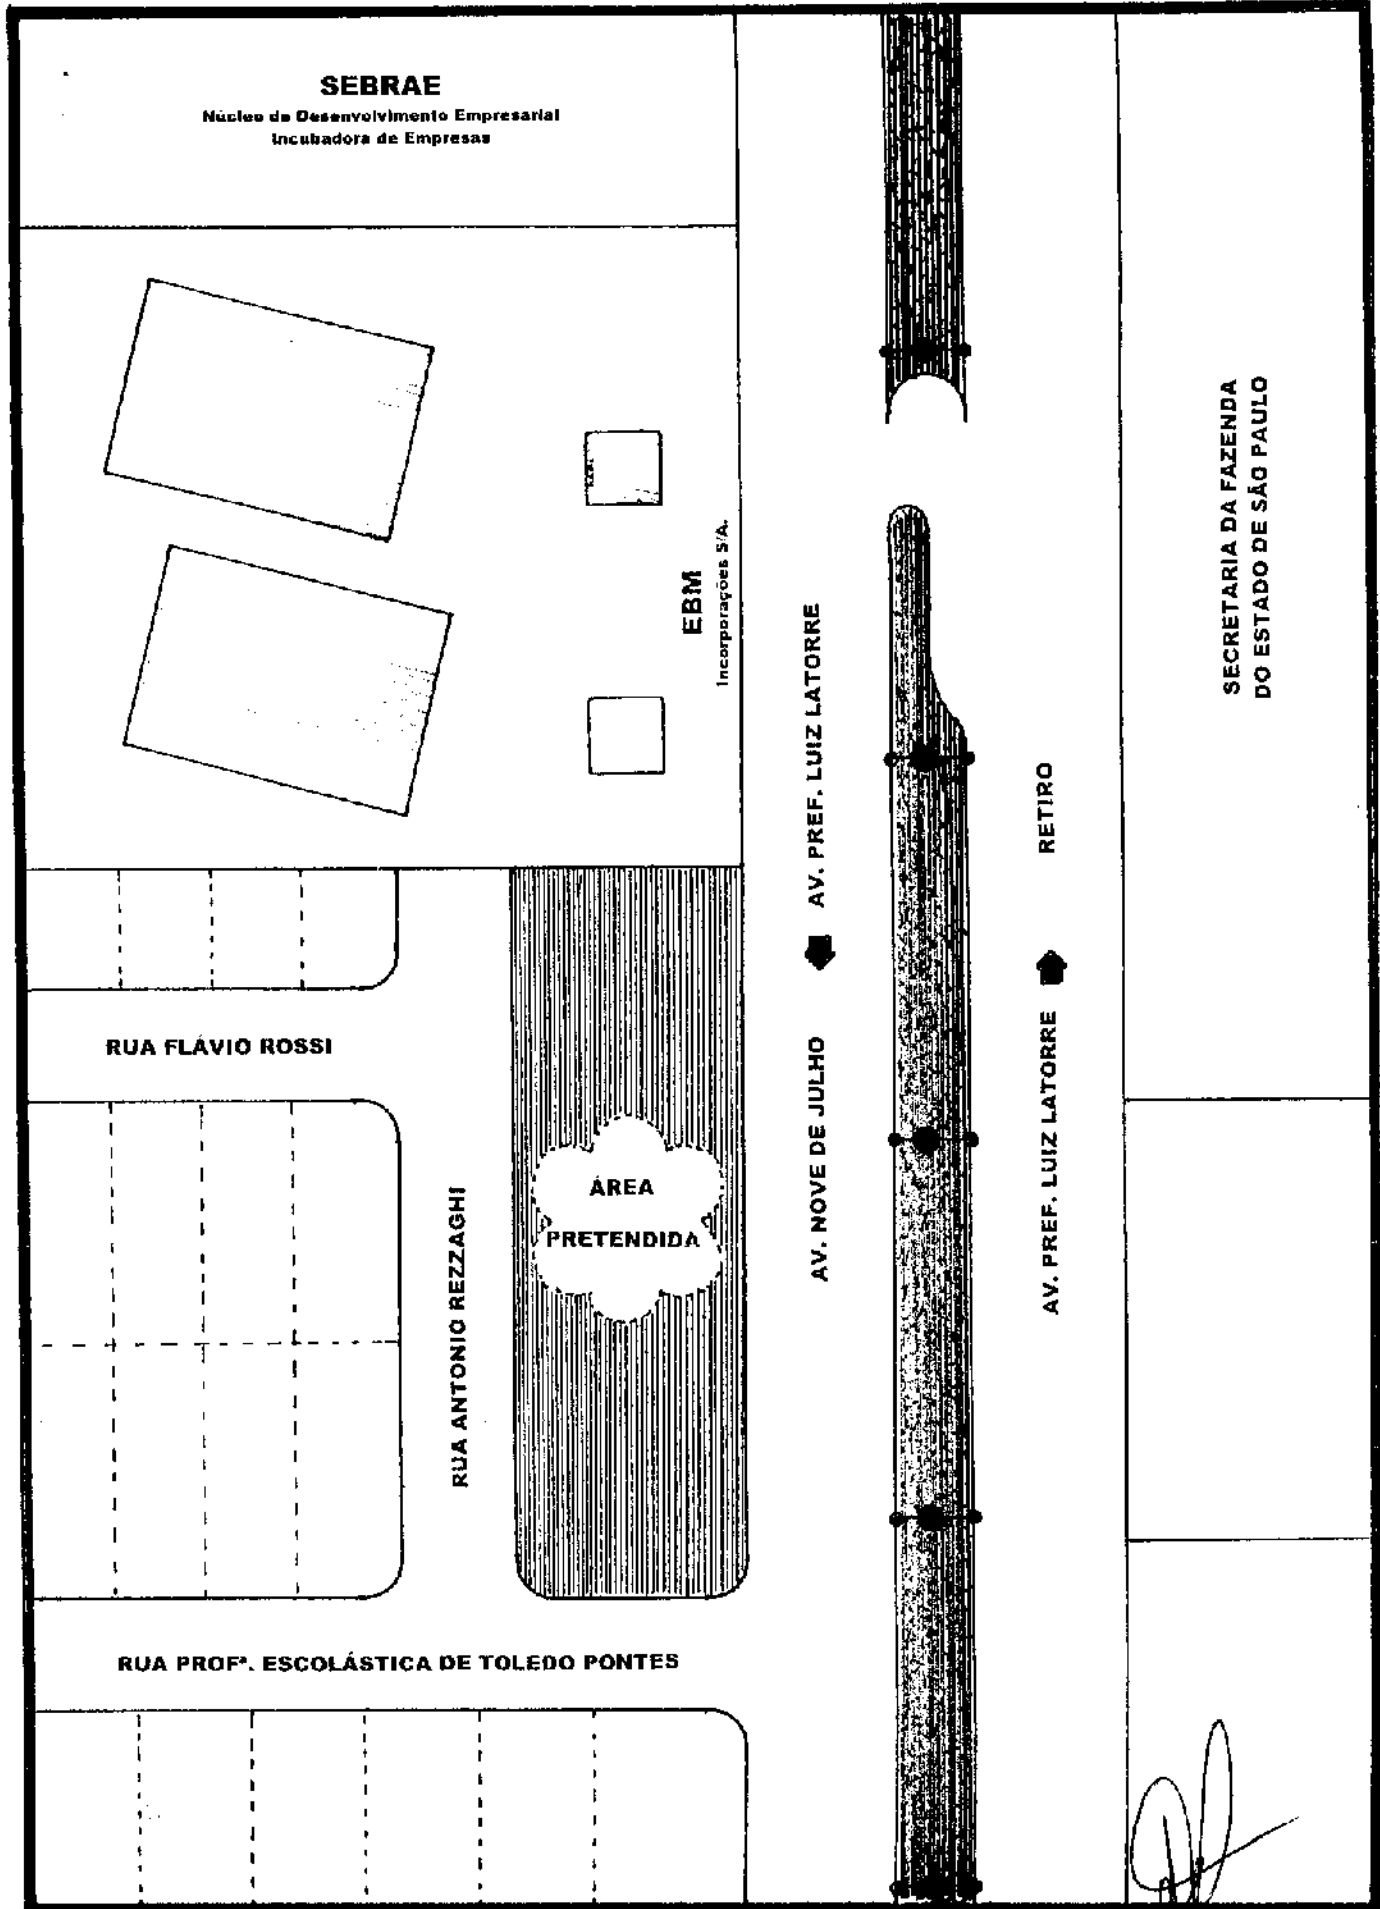 SEBRAE
Núcleo de Desenvolvimento Empresarial
Incubadora de Empresas
EBM
Incorporações S/A.
AV. PREF. LUIZ LATORRE
AV. NOVE DE JULHO
RETIRO
AV. PREF. LUIZ LATORRE
SECRETARIA DA FAZENDA
DO ESTADO DE SÃO PAULO
RUA FLÁVIO ROSSI
RUA ANTONIO REZZAGHI
ÁREA
PRETENDIDA
RUA PROFª. ESCOLÁSTICA DE TOLEDO PONTES